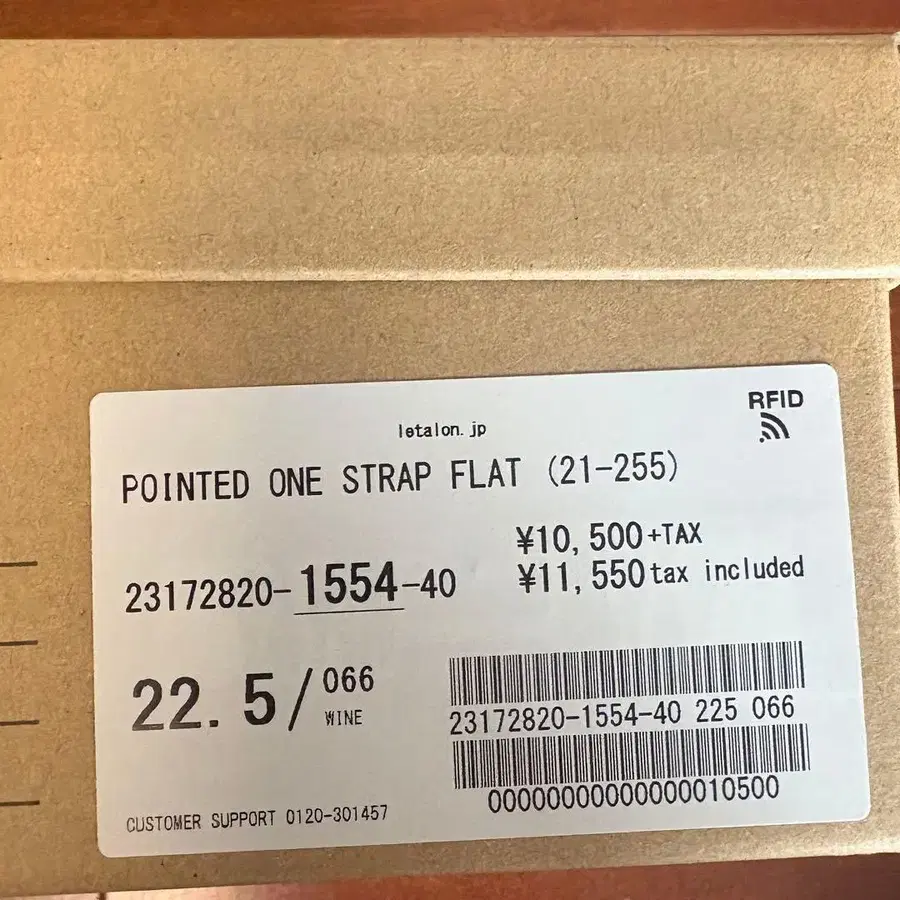 RFID
letalon.jp
POINTED ONE STRAP FLAT (21-255)
¥10,500+TAX
¥11,550 tax included
23172820-1554-40
22.5/066
WINE
23172820-1554-40 225 066
00000000000000010500
CUSTOMER SUPPORT 0120-301457